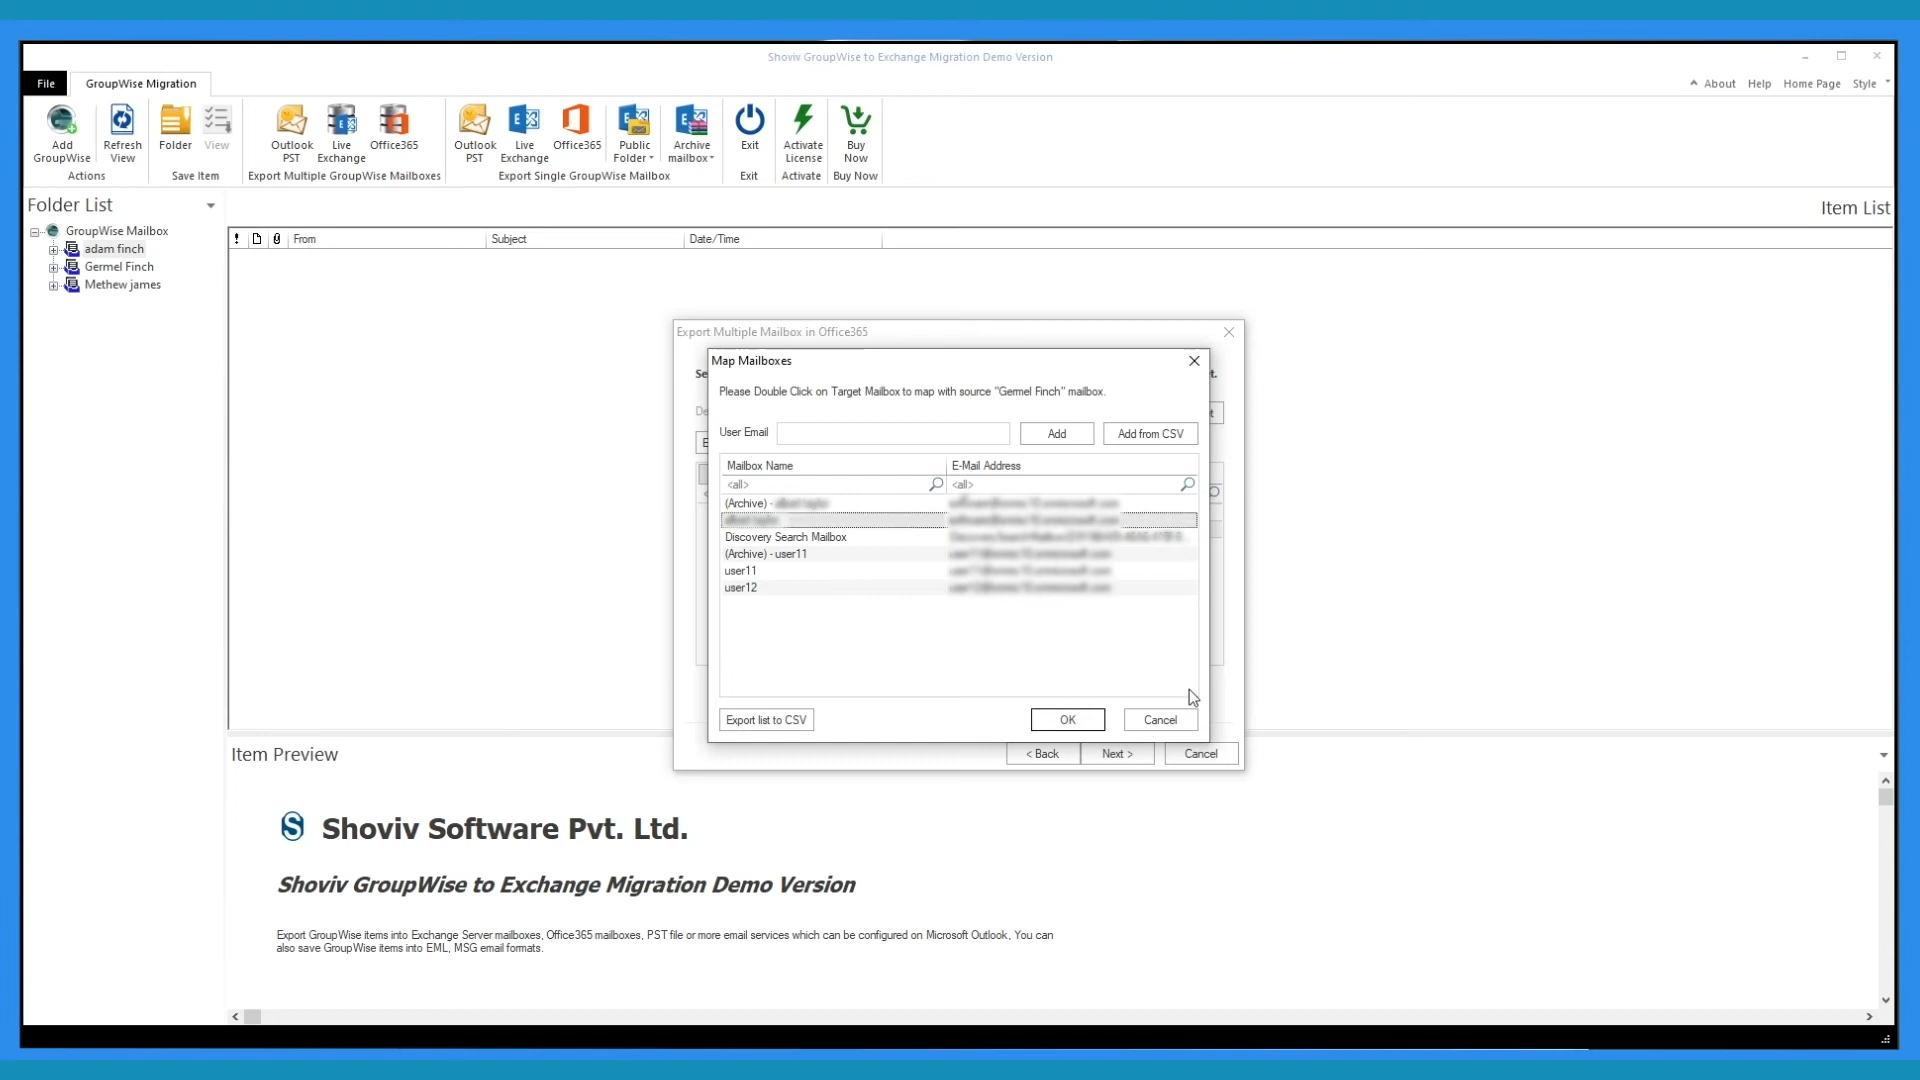 Shoviv GroupWise to Exchange Migration Demo Version
File
GroupWise Migration
About
Help
Home Page
Style
Add GroupWise
Refresh View
Folder
View
Outlook PST
Live Exchange
Office365
Outlook PST
Live Exchange
Office365
Public Folder
Archive mailbox
Exit
Activate License
Buy Now
Actions
Save Item
Export Multiple GroupWise Mailboxes
Export Single GroupWise Mailbox
Exit
Activate
Buy Now
Folder List
Item List
GroupWise Mailbox
adam finch
Germel Finch
Methew james
From
Subject
Date/Time
Export Multiple Mailbox in Office365
Map Mailboxes
Please Double Click on Target Mailbox to map with source "Germel Finch" mailbox.
User Email
Add
Add from CSV
Mailbox Name
E-Mail Address
<all>
<all>
(Archive) -
Discovery Search Mailbox
(Archive) - user11
user11
user12
Export list to CSV
OK
Cancel
< Back
Next >
Cancel
Item Preview
Shoviv Software Pvt. Ltd.
Shoviv GroupWise to Exchange Migration Demo Version
Export GroupWise items into Exchange Server mailboxes, Office365 mailboxes, PST file or more email services which can be configured on Microsoft Outlook, You can
also save GroupWise items into EML, MSG email formats.